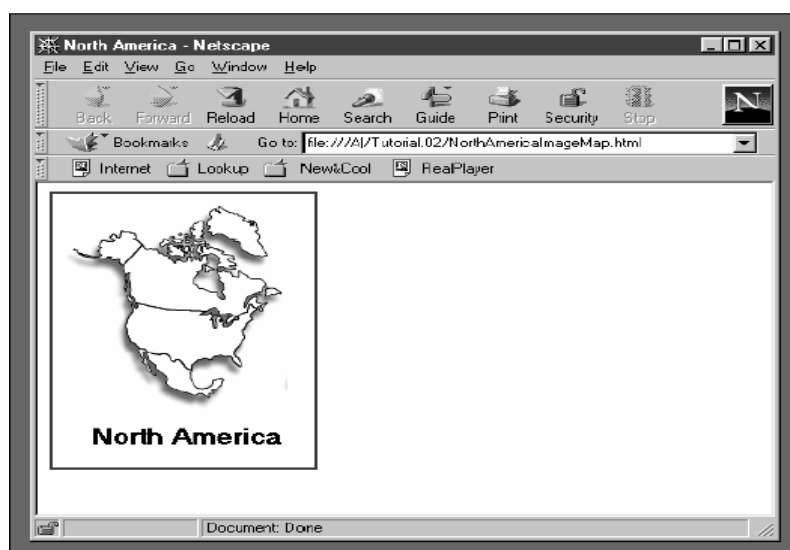 North America - Netscape
File Edit View Go Window Help
Back Forward Reload Home Search Guide Print Security Stop
N
Bookmarks Go to: file:///A|/Tutorial.02/NorthAmericaImageMap.html
Internet Lookup New&Cool RealPlayer
North America
Document: Done